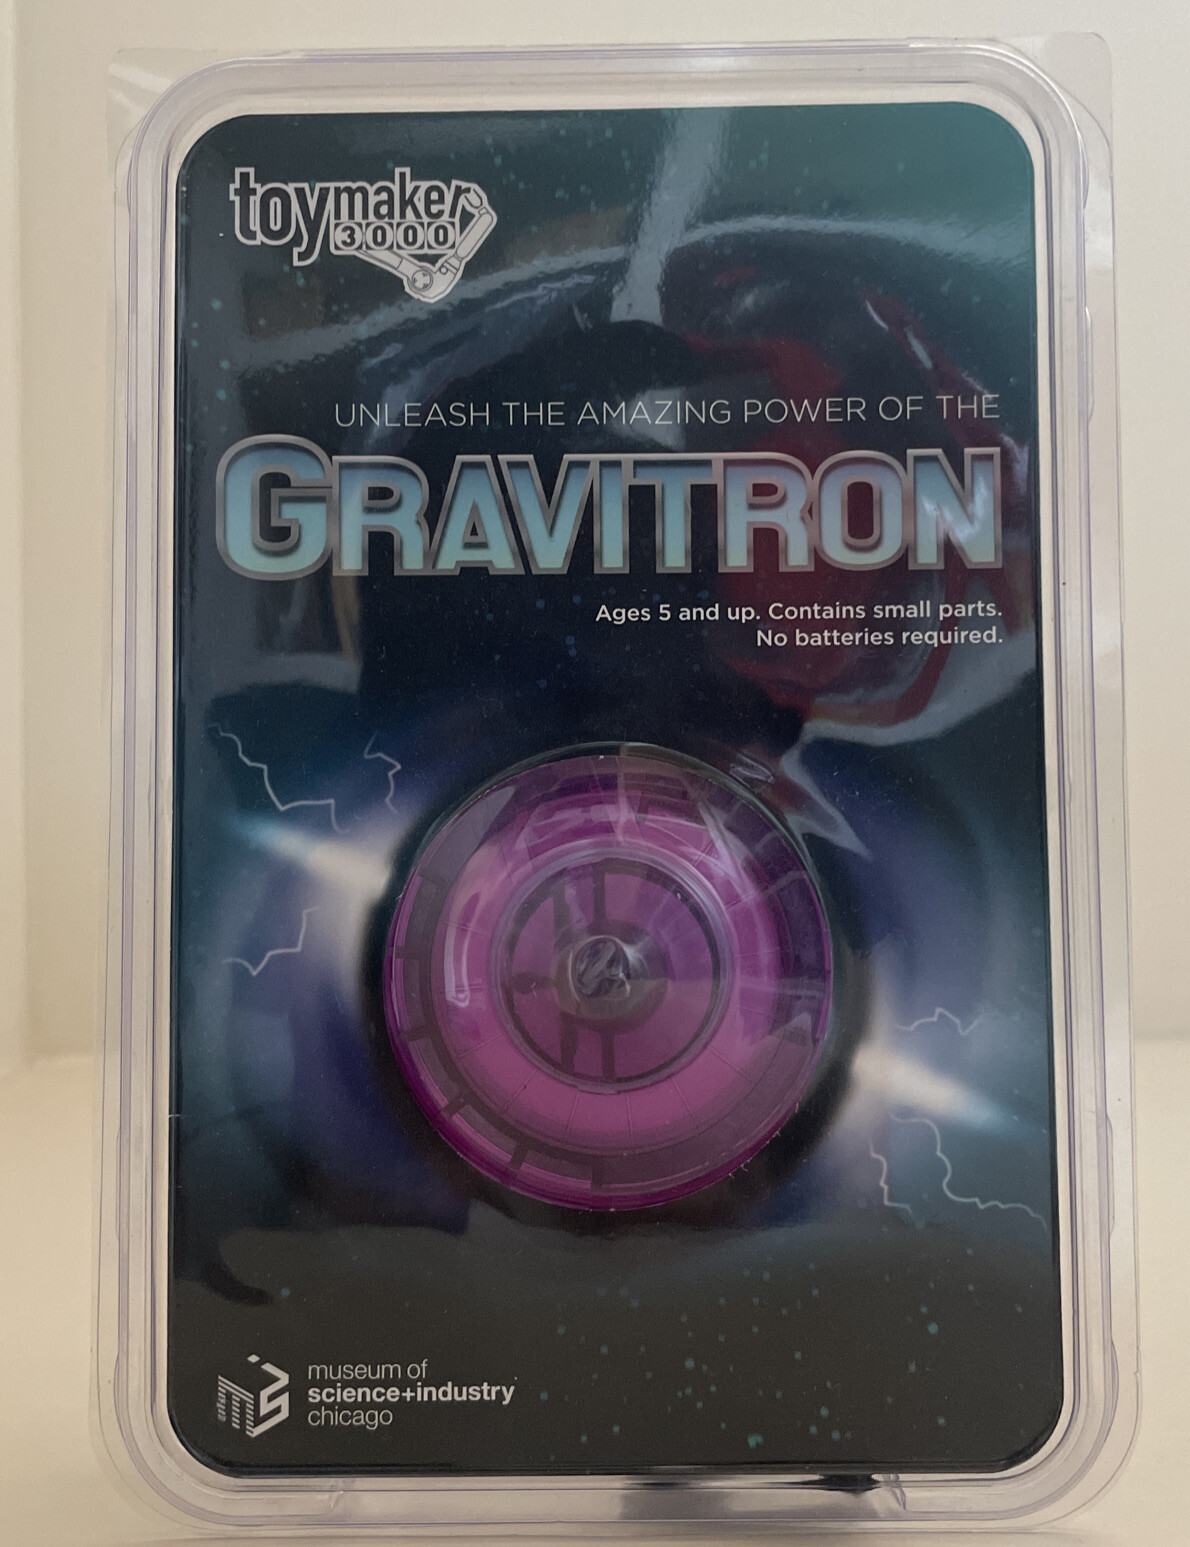 toymaker
3000
UNLEASH THE AMAZING POWER OF THE
GRAVITRON
Ages 5 and up. Contains small parts.
No batteries required.
museum of
science+industry
chicago